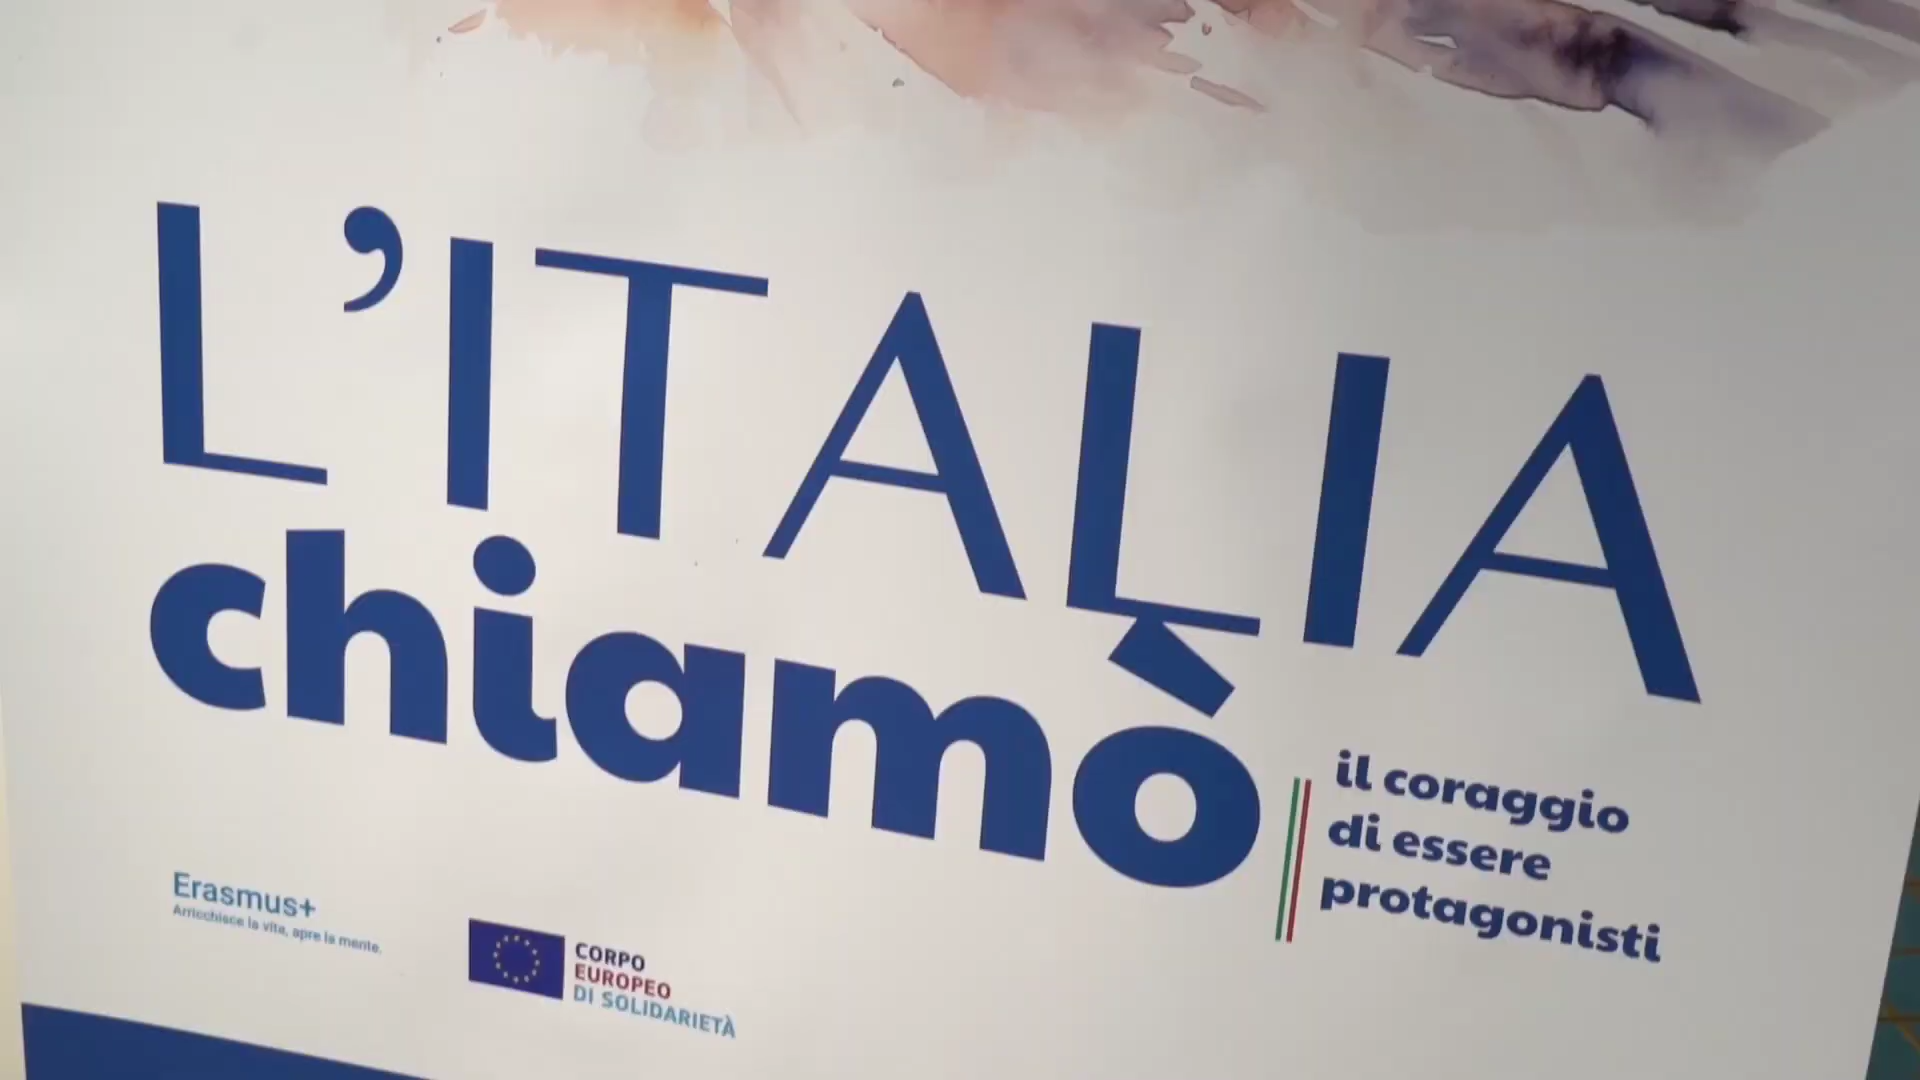 L'ITALIA
chiamò
il coraggio
di essere
protagonisti
Erasmus+
Arricchisce la vita, apre la mente.
CORPO
EUROPEO
DI SOLIDARIETÀ